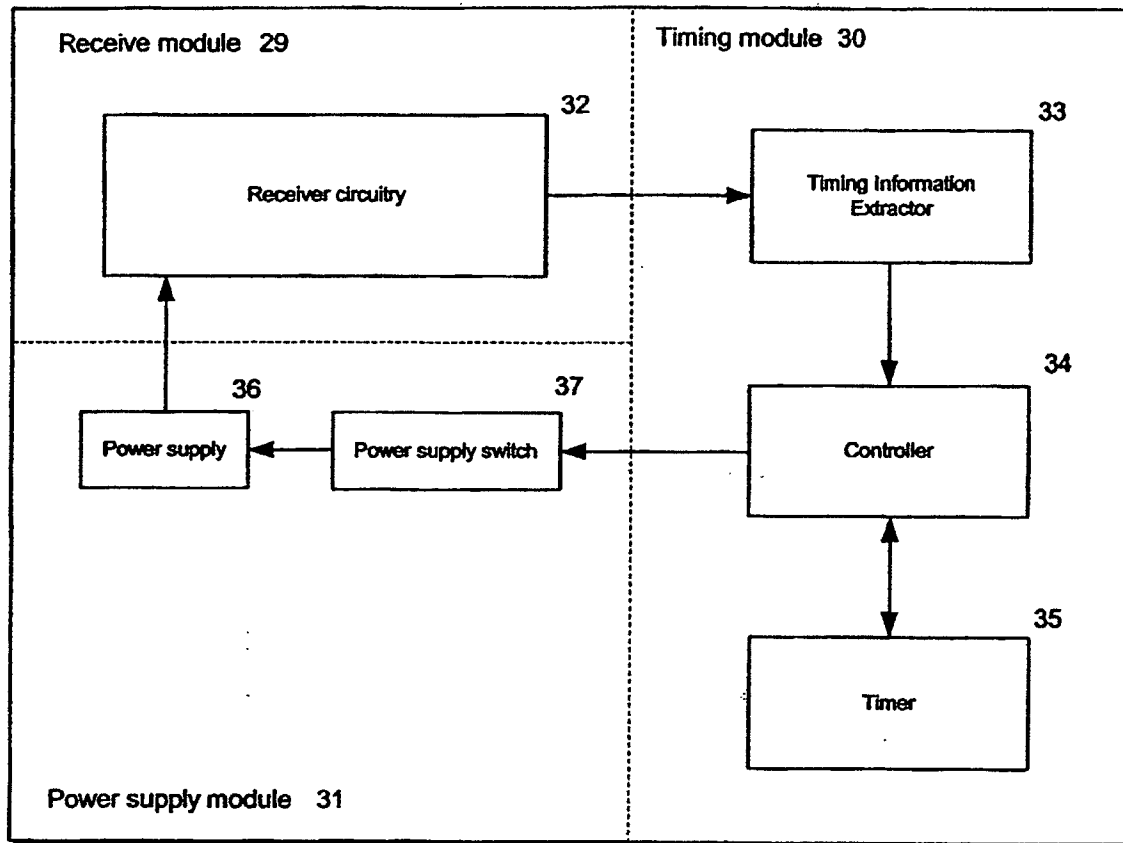 Receive module 29
Timing module 30
32
33
Receiver circuitry
Timing Information
Extractor
34
36
37
Power supply
Power supply switch
Controller
35
Timer
Power supply module 31